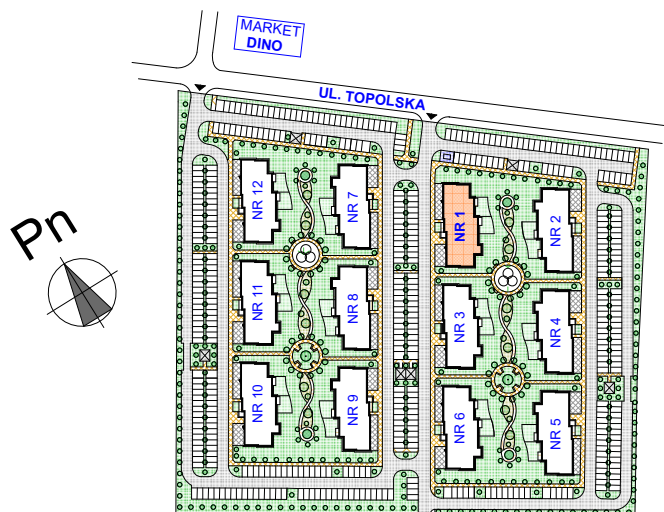 MARKET
DINO
UL. TOPOLSKA
Pn
NR 12
NR 7
NR 1
NR 2
NR 11
NR 8
NR 3
NR 4
NR 10
NR 9
NR 6
NR 5